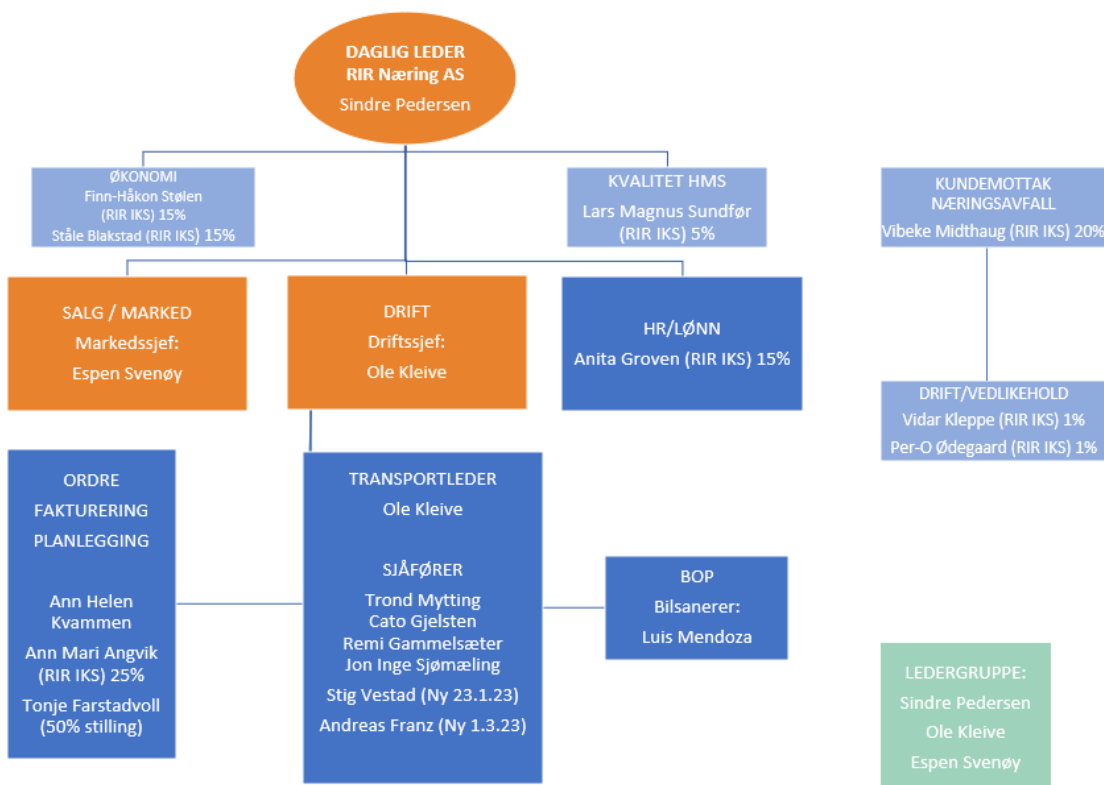 DAGLIG LEDER
RIR Næring AS
Sindre Pedersen
ØKONOMI
Finn-Håkon Stølen
(RIR IKS) 15%
Ståle Blakstad (RIR IKS) 15%
KVALITET HMS
Lars Magnus Sundfør
(RIR IKS) 5%
KUNDEMOTTAK
NÆRINGSAVFALL
Vibeke Midthaug (RIR IKS) 20%
SALG / MARKED
Markedssjef:
Espen Svenøy
DRIFT
Driftssjef:
Ole Kleive
HR/LØNN
Anita Groven (RIR IKS) 15%
DRIFT/VEDLIKEHOLD
Vidar Kleppe (RIR IKS) 1%
Per-O Ødegaard (RIR IKS) 1%
ORDRE
FAKTURERING
PLANLEGGING
Ann Helen
Kvammen
Ann Mari Angvik
(RIR IKS) 25%
Tonje Farstadvoll
(50% stilling)
TRANSPORTLEDER
Ole Kleive
SJÅFØRER
Trond Mytting
Cato Gjelsten
Remi Gammelsæter
Jon Inge Sjømæling
Stig Vestad (Ny 23.1.23)
Andreas Franz (Ny 1.3.23)
BOP
Bilsanerer:
Luis Mendoza
LEDERGRUPPE:
Sindre Pedersen
Ole Kleive
Espen Svenøy